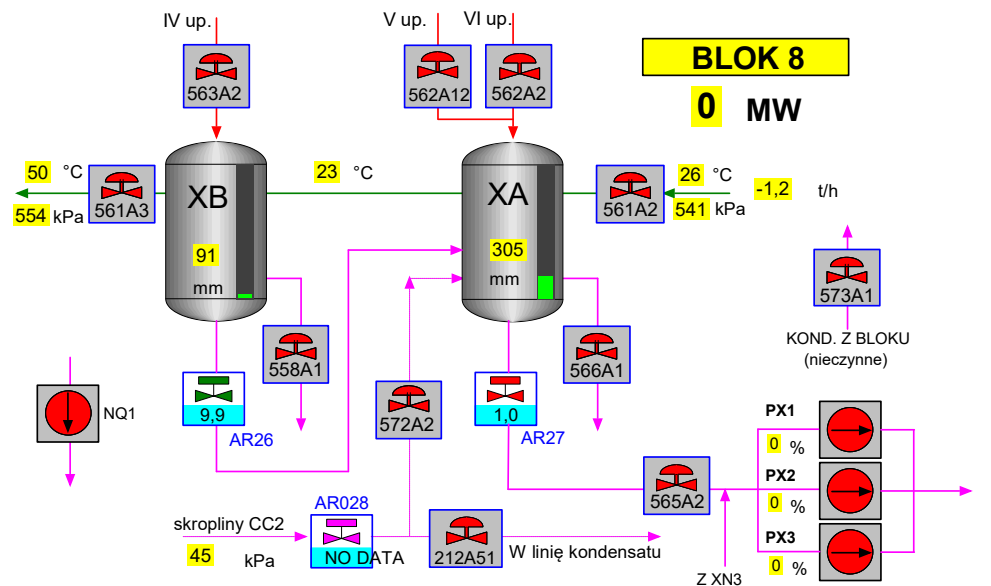 IV up.
V up.
VI up.
BLOK 8
0 MW
563A2
562A12
562A2
50 °C
23 °C
26 °C
-1,2 t/h
XB
XA
561A3
561A2
554 kPa
541 kPa
91
mm
305
mm
573A1
KOND. Z BLOKU
(nieczynne)
558A1
566A1
NQ1
9,9
AR26
572A2
1,0
AR27
PX1
0 %
PX2
0 %
PX3
0 %
565A2
AR028
skropliny CC2
45 kPa
NO DATA
212A51
W linię kondensatu
Z XN3